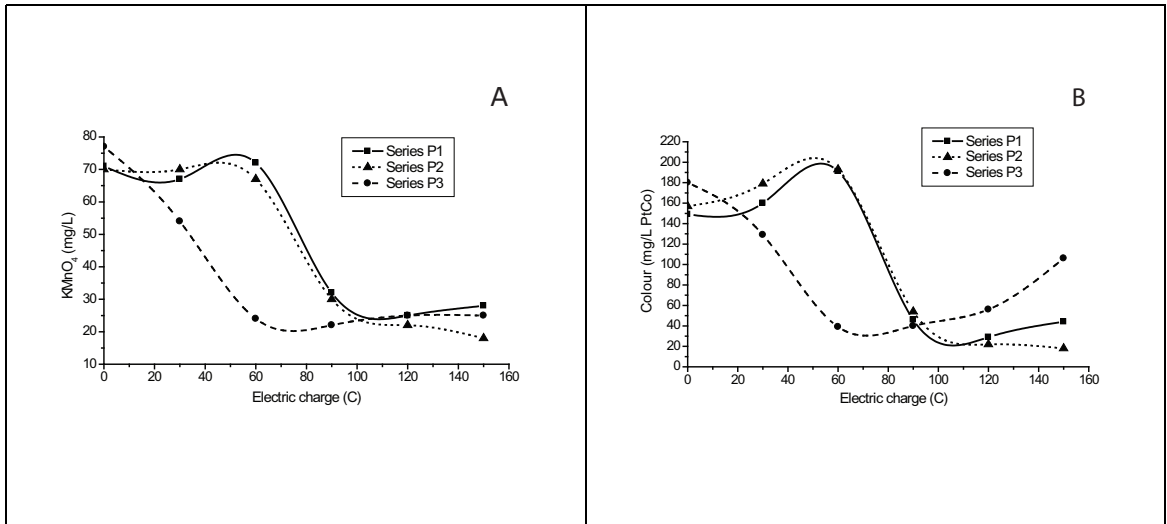 A
80
70
60
50
40
30
20
10
KMnO₄ (mg/L)
Series P1
Series P2
Series P3
0 20 40 60 80 100 120 140 160
Electric charge (C)
B
220
200
180
160
140
120
100
80
60
40
20
0
Colour (mg/L PtCo)
Series P1
Series P2
Series P3
0 20 40 60 80 100 120 140 160
Electric charge (C)